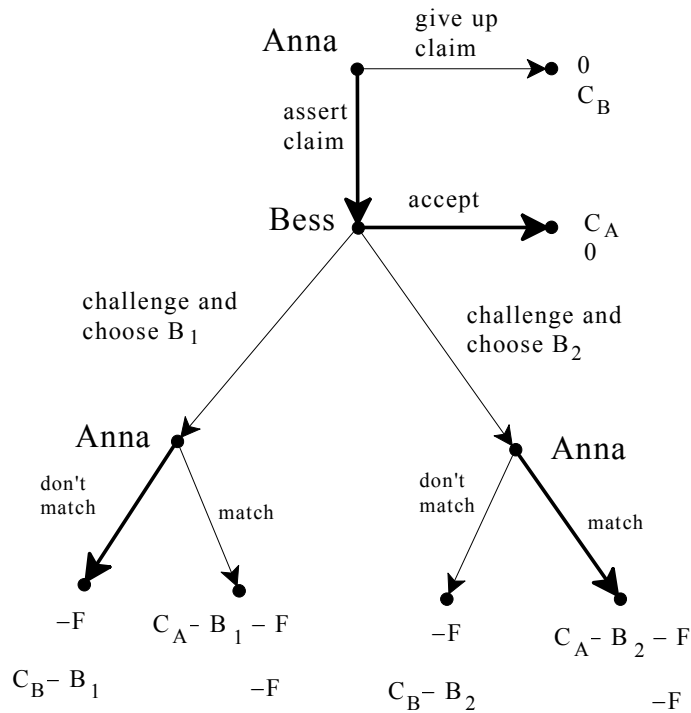 Anna
give up
claim
0
C_B
assert
claim
Bess
accept
C_A
0
challenge and
choose B_1
challenge and
choose B_2
Anna
Anna
don't
match
match
don't
match
match
–F
C_A – B_1 – F
–F
C_A – B_2 – F
C_B – B_1
–F
C_B – B_2
–F